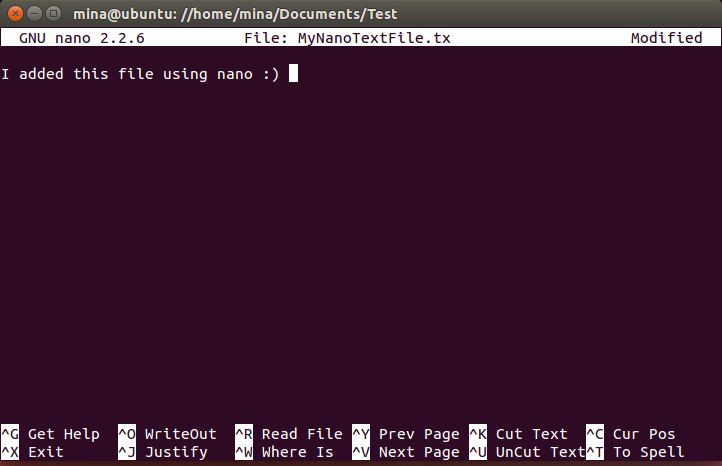 mina@ubuntu: //home/mina/Documents/Test
GNU nano 2.2.6 File: MyNanoTextFile.tx Modified
I added this file using nano :)
^G Get Help ^O WriteOut ^R Read File ^Y Prev Page ^K Cut Text ^C Cur Pos
^X Exit ^J Justify ^W Where Is ^V Next Page ^U UnCut Text^T To Spell